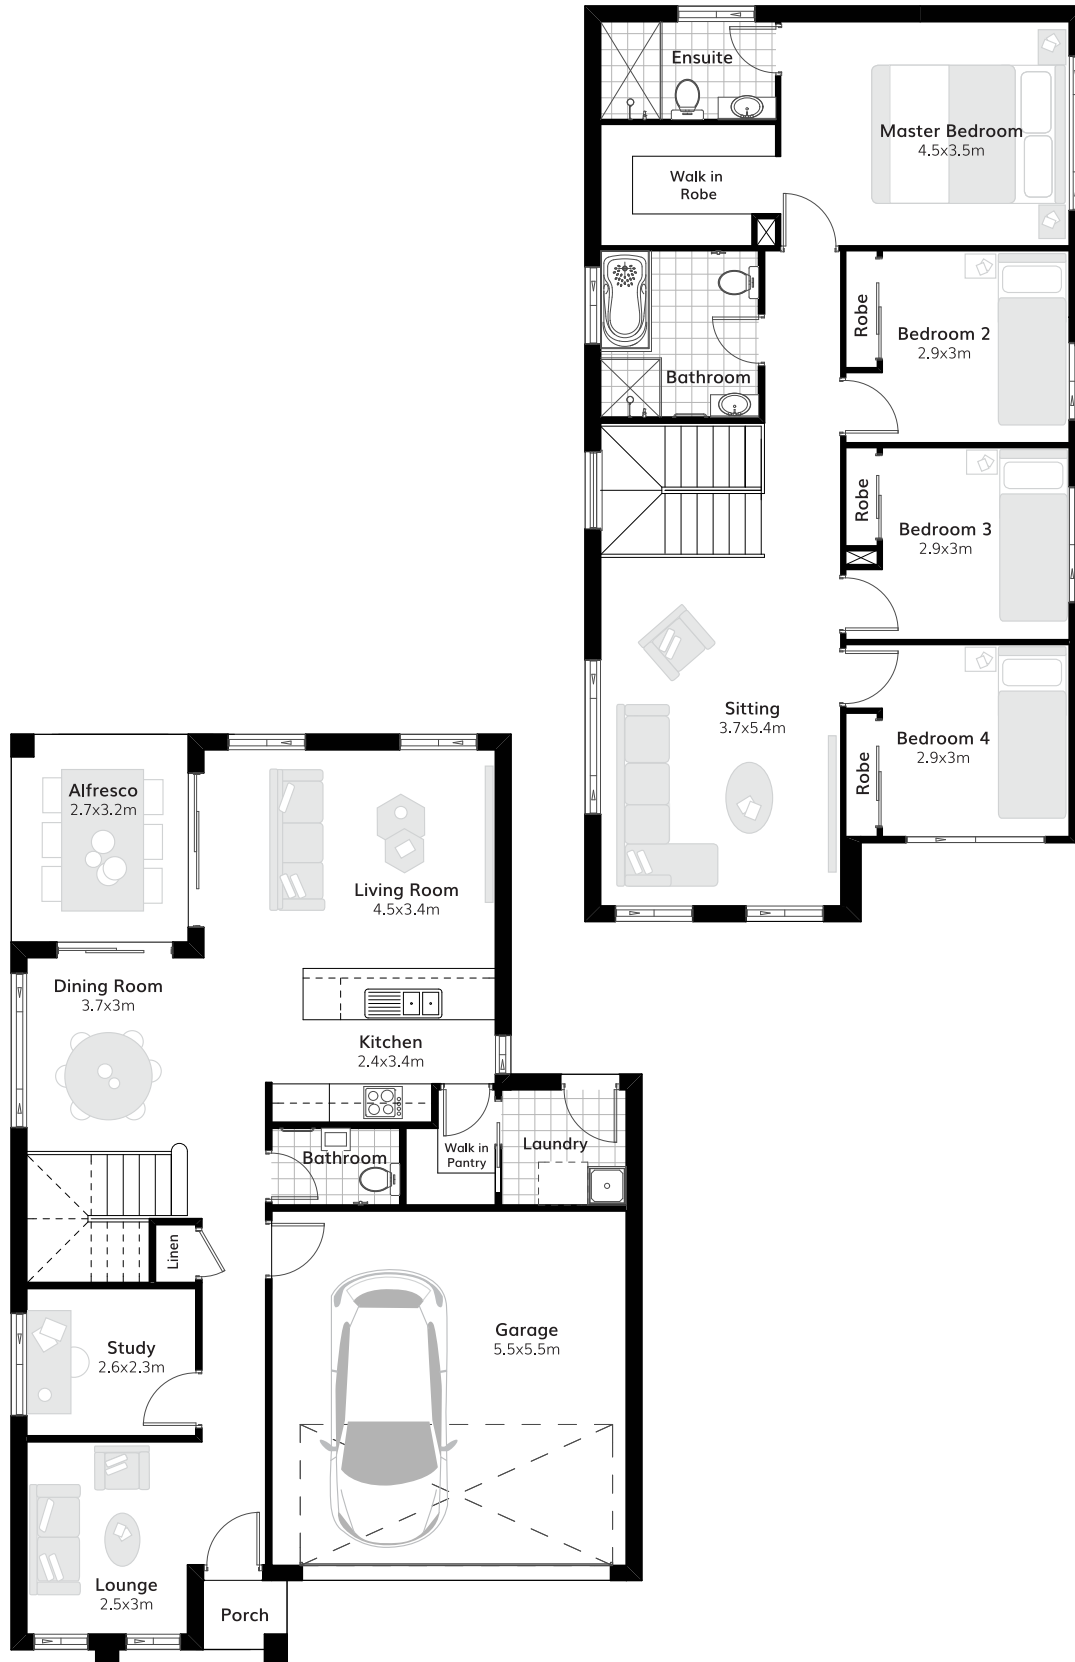 Ensuite
Master Bedroom
4.5x3.5m
Walk in
Robe
Robe
Bedroom 2
2.9x3m
Bathroom
Robe
Bedroom 3
2.9x3m
Sitting
3.7x5.4m
Bedroom 4
2.9x3m
Robe
Alfresco
2.7x3.2m
Living Room
4.5x3.4m
Dining Room
3.7x3m
Kitchen
2.4x3.4m
Bathroom
Walk in
Pantry
Laundry
Linen
Study
2.6x2.3m
Garage
5.5x5.5m
Lounge
2.5x3m
Porch